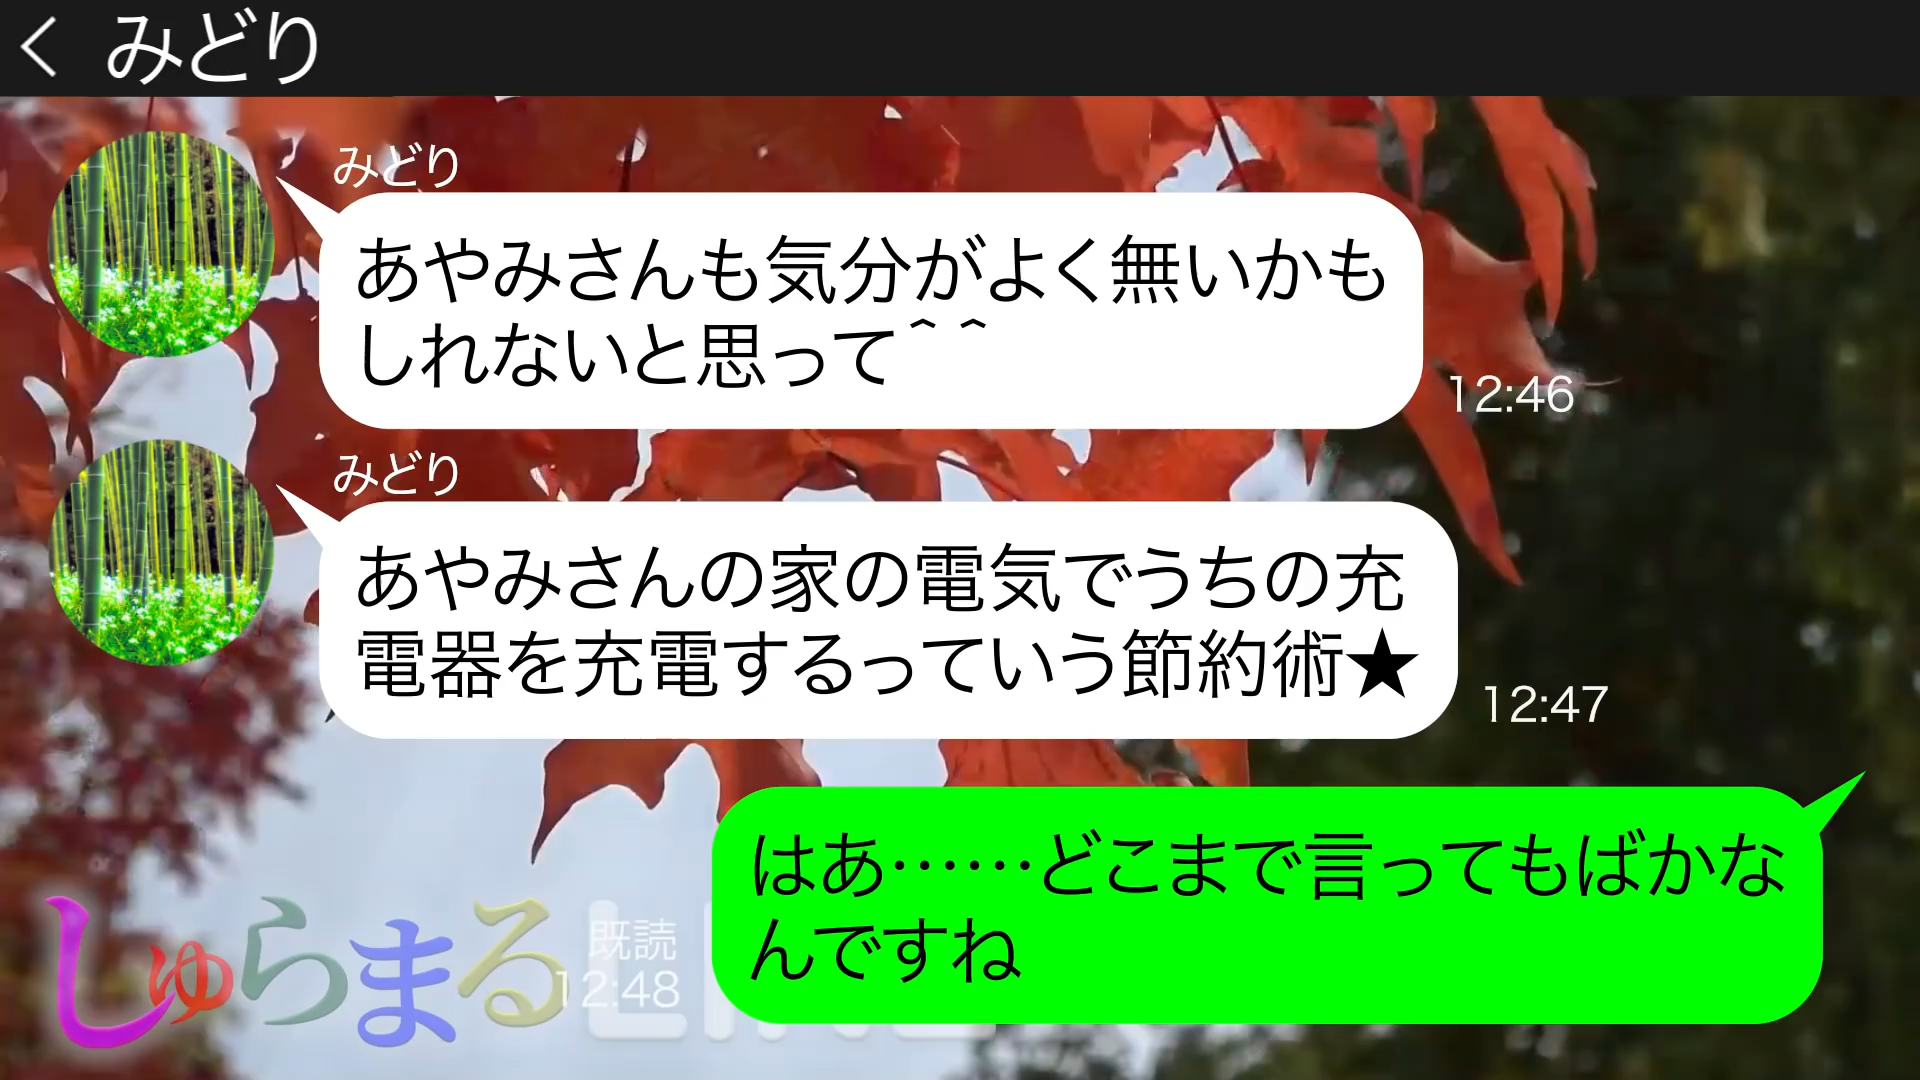 みどり
みどり
あやみさんも気分がよく無いかも
しれないと思って＾＾
12:46
みどり
あやみさんの家の電気でうちの充
電器を充電するっていう節約術★
12:47
はあ……どこまで言ってもばかな
んですね
既読
12:48
しゅらまる
LINE